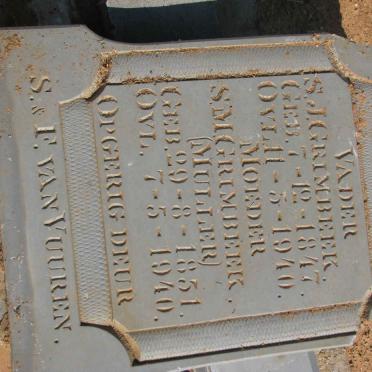 VADER
S.J.GRIMBEEK.
GEB. 7-12-1847.
OVL. 11-5-1940.
MOEDER
S.M.GRIMBEEK.
(MULLER)
GEB. 29-8-1851.
OVL. 7-5-1940.
OPGERIG DEUR
S. & F. VAN VUUREN.